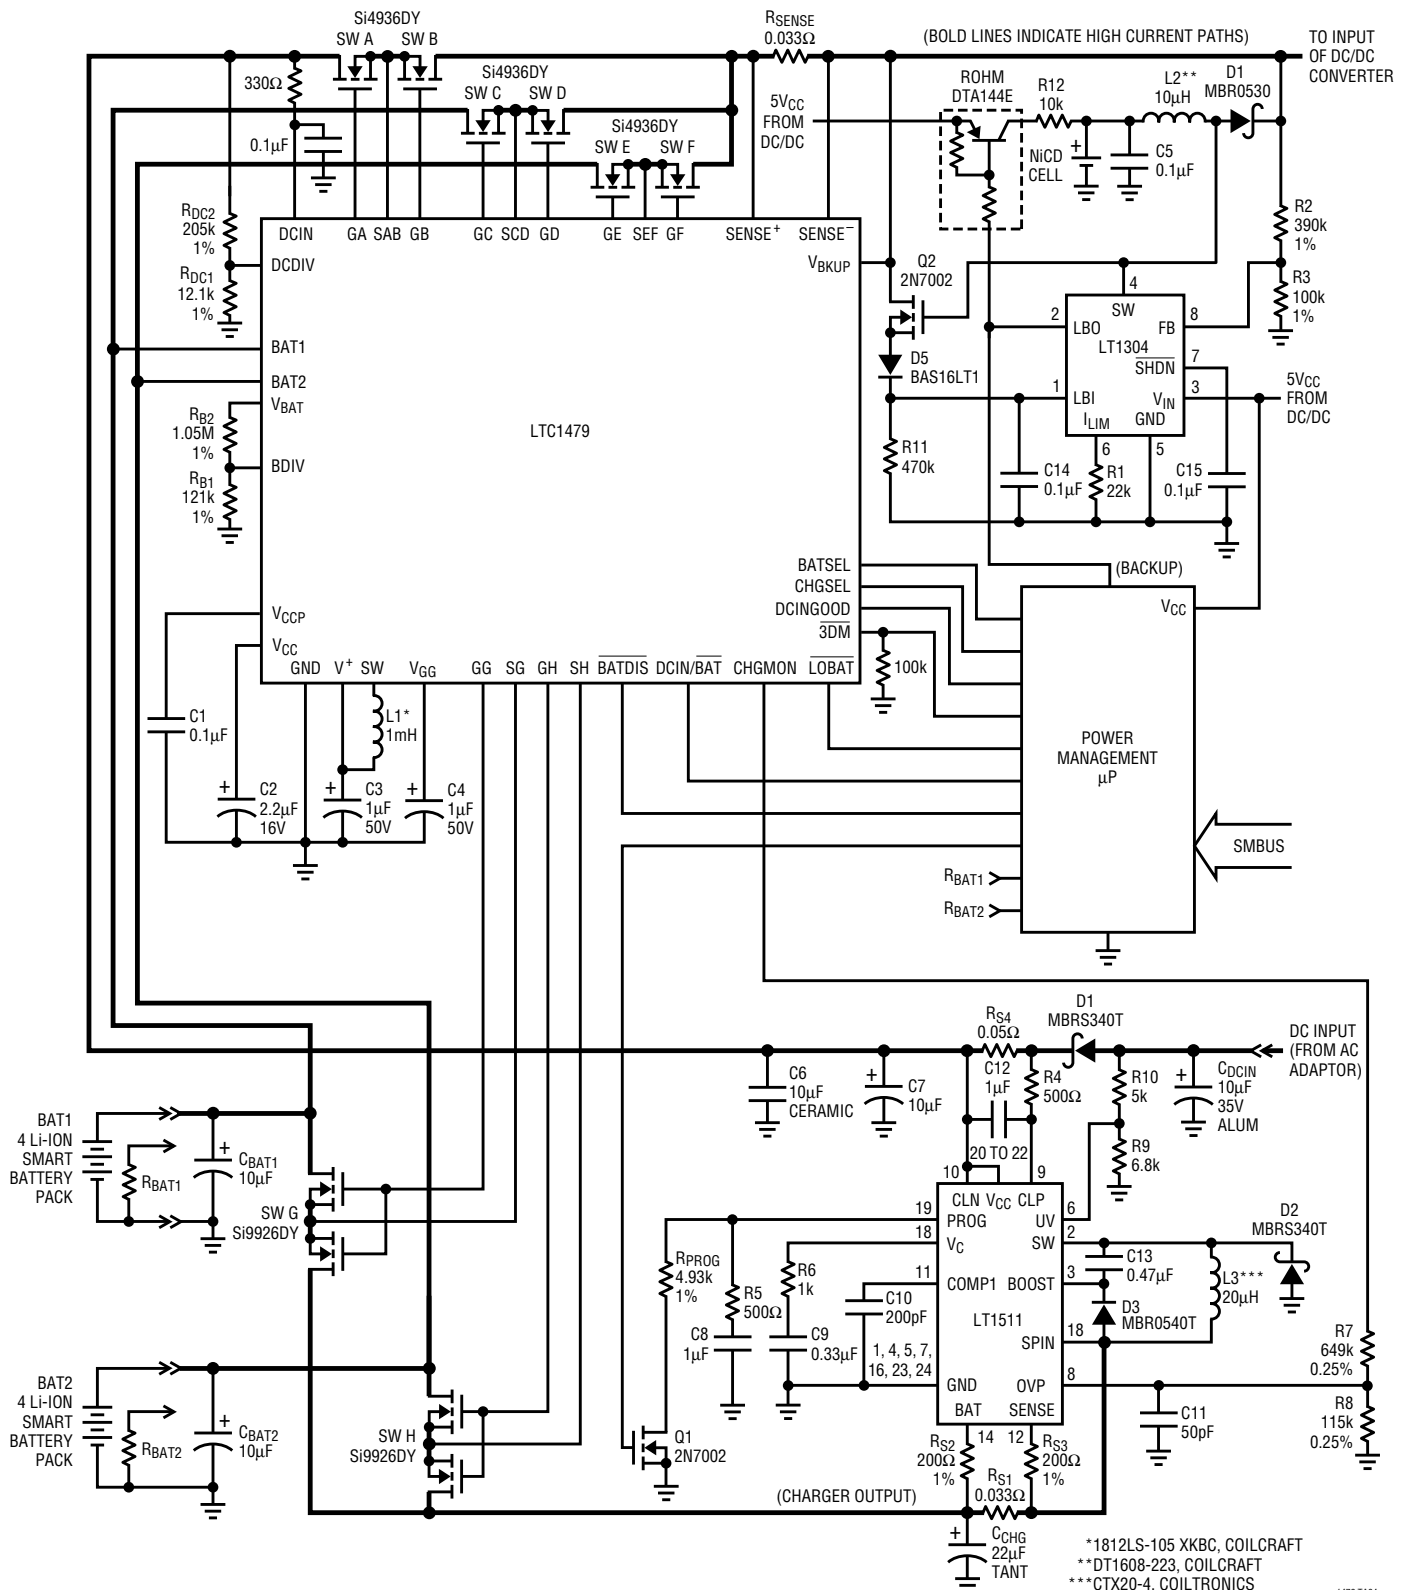 Si4936DY
SW A
SW B
R_SENSE
0.033Ω
(BOLD LINES INDICATE HIGH CURRENT PATHS)
TO INPUT
OF DC/DC
CONVERTER
330Ω
0.1µF
Si4936DY
SW C
SW D
Si4936DY
SW E
SW F
5V_CC
FROM
DC/DC
ROHM
DTA144E
R12
10k
NiCD
CELL
C5
0.1µF
L2**
10µH
D1
MBR0530
R_DC2
205k
1%
R_DC1
12.1k
1%
DCIN
GA
SAB
GB
GC
SCD
GD
GE
SEF
GF
SENSE⁺
SENSE⁻
DCDIV
V_BKUP
Q2
2N7002
R2
390k
1%
R3
100k
1%
BAT1
BAT2
V_BAT
R_B2
1.05M
1%
BDIV
R_B1
121k
1%
LTC1479
D5
BAS16LT1
R11
470k
4
SW
2
LBO
FB
8
LT1304
SHDN
7
1
LBI
V_IN
3
I_LIM
GND
6
5
5V_CC
FROM
DC/DC
C14
0.1µF
R1
22k
C15
0.1µF
BATSEL
CHGSEL
DCINGOOD
3DM
(BACKUP)
V_CC
V_CCP
V_CC
GND
V⁺
SW
V_GG
GG
SG
GH
SH
BATDIS
DCIN/BAT
CHGMON
LOBAT
100k
C1
0.1µF
L1*
1mH
C2
2.2µF
16V
C3
1µF
50V
C4
1µF
50V
POWER
MANAGEMENT
µP
SMBUS
R_BAT1
R_BAT2
D1
MBRS340T
R_S4
0.05Ω
DC INPUT
(FROM AC
ADAPTOR)
C6
10µF
CERAMIC
C7
10µF
C12
1µF
R4
500Ω
R10
5k
C_DCIN
10µF
35V
ALUM
R9
6.8k
BAT1
4 Li-ION
SMART
BATTERY
PACK
R_BAT1
C_BAT1
10µF
SW G
Si9926DY
20 TO 22
10
9
CLN
V_CC
CLP
19
PROG
UV
6
18
V_C
SW
2
11
COMP1
BOOST
3
LT1511
SPIN
18
1, 4, 5, 7,
16, 23, 24
GND
OVP
8
BAT
SENSE
14
12
R_PROG
4.93k
1%
R5
500Ω
C8
1µF
R6
1k
C10
200pF
C9
0.33µF
C13
0.47µF
D3
MBR0540T
L3***
20µH
D2
MBRS340T
R7
649k
0.25%
R8
115k
0.25%
C11
50pF
BAT2
4 Li-ION
SMART
BATTERY
PACK
R_BAT2
C_BAT2
10µF
SW H
Si9926DY
Q1
2N7002
R_S2
200Ω
1%
R_S3
200Ω
1%
R_S1
0.033Ω
(CHARGER OUTPUT)
C_CHG
22µF
TANT
*1812LS-105 XKBC, COILCRAFT
**DT1608-223, COILCRAFT
***CTX20-4, COILTRONICS